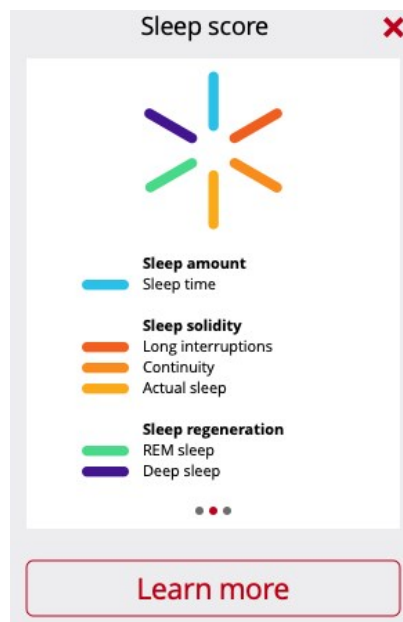 Sleep score
Sleep amount
Sleep time
Sleep solidity
Long interruptions
Continuity
Actual sleep
Sleep regeneration
REM sleep
Deep sleep
Learn more